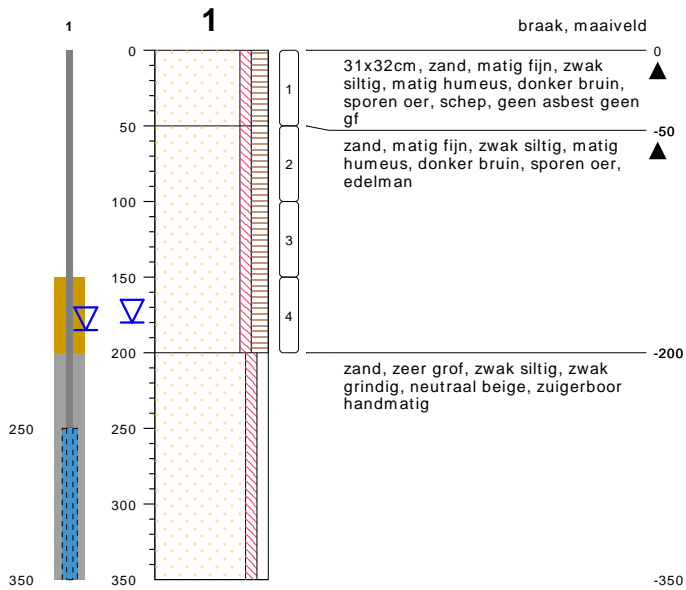 1
1
braak, maaiveld
0
0
31x32cm, zand, matig fijn, zwak
siltig, matig humeus, donker bruin,
sporen oer, schep, geen asbest geen
gf
1
50
-50
zand, matig fijn, zwak siltig, matig
humeus, donker bruin, sporen oer,
edelman
2
100
3
150
4
200
-200
zand, zeer grof, zwak siltig, zwak
grindig, neutraal beige, zuigerboor
handmatig
250
250
300
350
350
-350